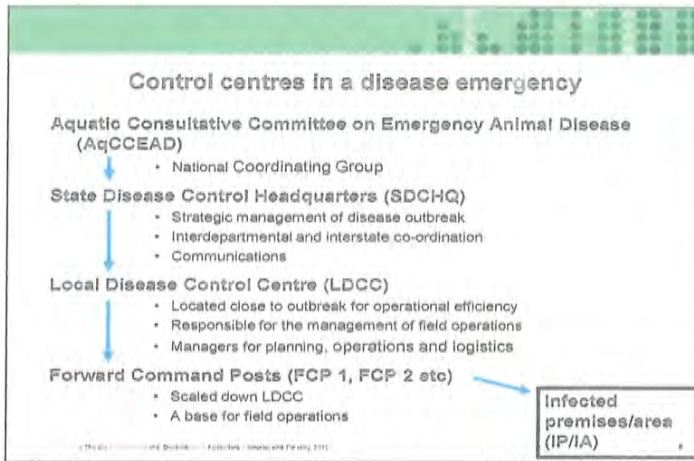 Control centres in a disease emergency
Aquatic Consultative Committee on Emergency Animal Disease
(AqCCEAD)
• National Coordinating Group
State Disease Control Headquarters (SDCHQ)
• Strategic management of disease outbreak
• Interdepartmental and interstate co-ordination
• Communications
Local Disease Control Centre (LDCC)
• Located close to outbreak for operational efficiency
• Responsible for the management of field operations
• Managers for planning, operations and logistics
Forward Command Posts (FCP 1, FCP 2 etc)
• Scaled down LDCC
• A base for field operations
Infected
premises/area
(IP/IA)